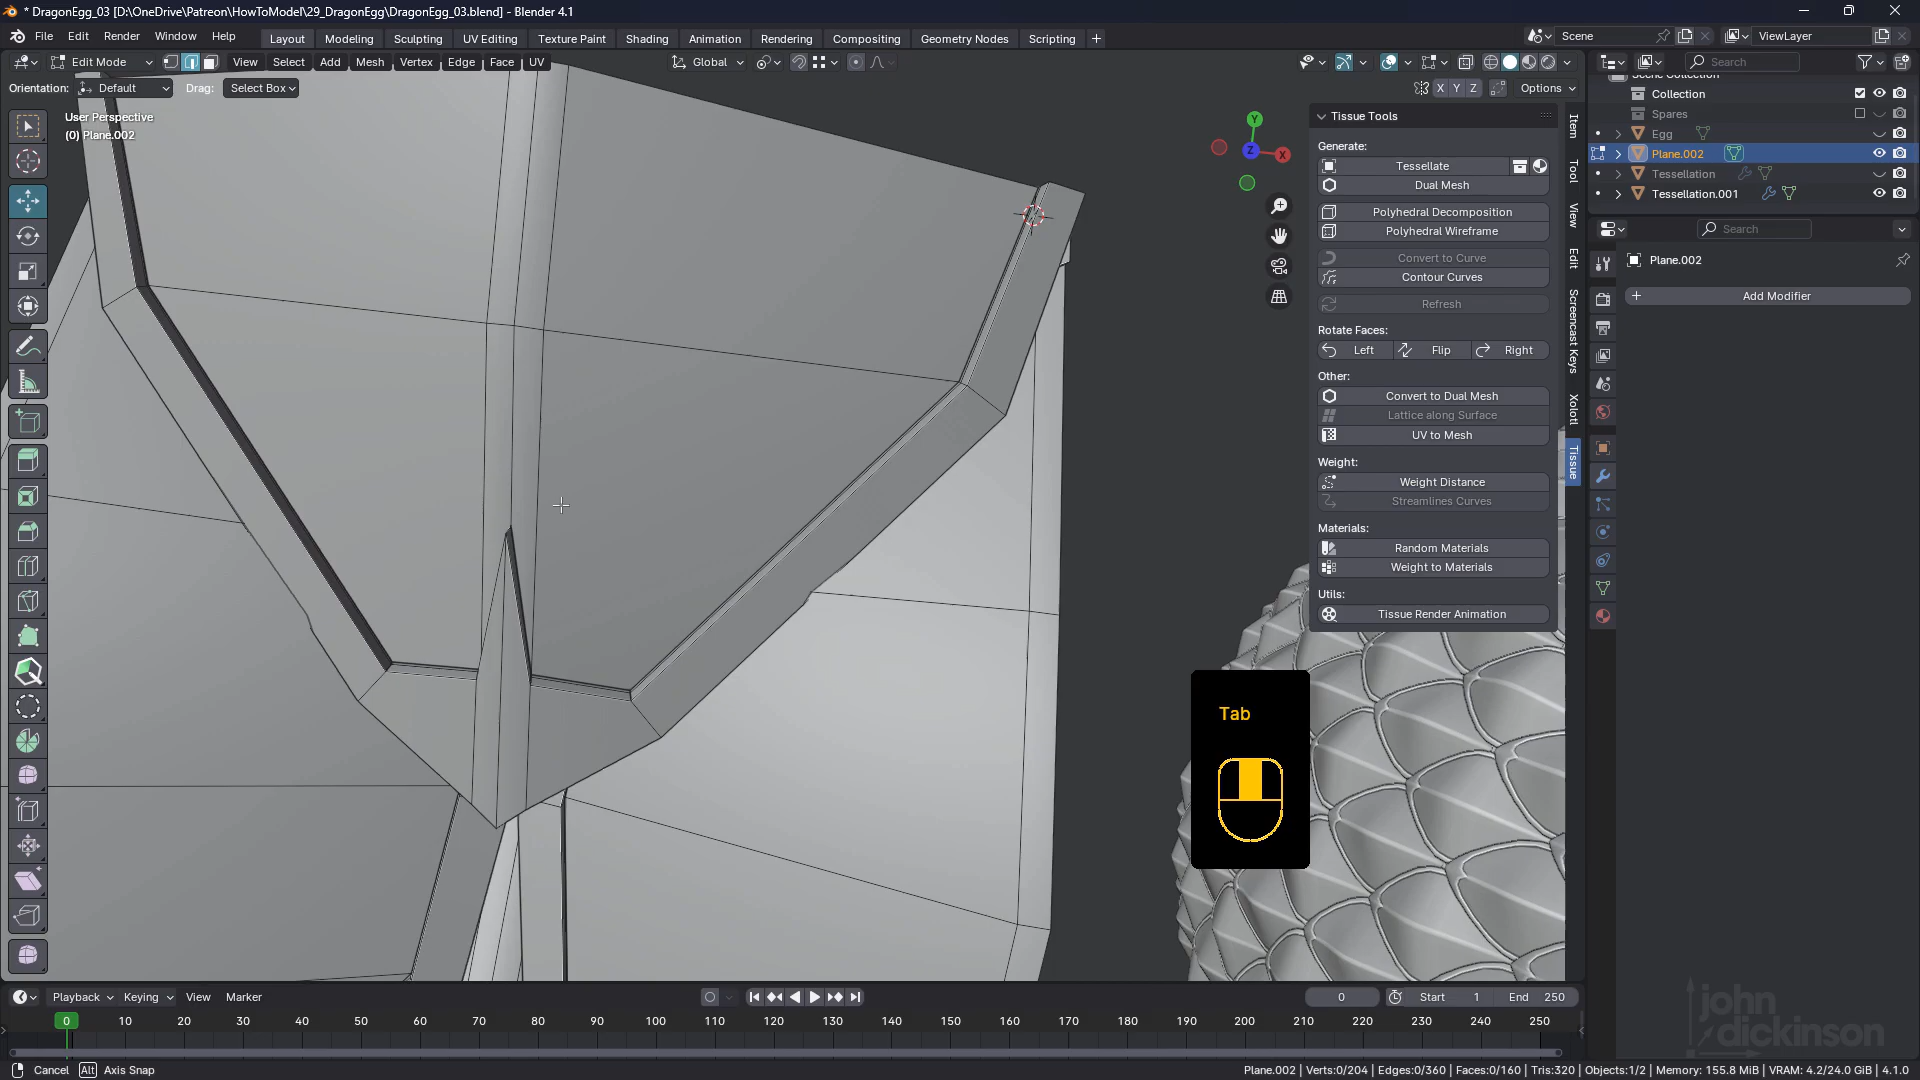 * DragonEgg_03 [D:\OneDrive\Patreon\HowToModel\29_DragonEgg\DragonEgg_03.blend] - Blender 4.1
File Edit Render Window Help
Layout Modeling Sculpting UV Editing Texture Paint Shading Animation Rendering Compositing Geometry Nodes Scripting +
Scene
ViewLayer
Edit Mode View Select Add Mesh Vertex Edge Face UV
Global
Search
Orientation: Default Drag: Select Box
X Y Z Options
User Perspective
(0) Plane.002
Scene Collection
Collection
Spares
Egg
Plane.002
Tessellation
Tessellation.001
Search
Plane.002
+ Add Modifier
Y
Z
X
Tissue Tools
Generate:
Tessellate
Dual Mesh
Polyhedral Decomposition
Polyhedral Wireframe
Convert to Curve
Contour Curves
Refresh
Rotate Faces:
Left Flip Right
Other:
Convert to Dual Mesh
Lattice along Surface
UV to Mesh
Weight:
Weight Distance
Streamlines Curves
Materials:
Random Materials
Weight to Materials
Utils:
Tissue Render Animation
Item
Tool
View
Edit
Screencast Keys
Xolotl
Tissue
Tab
Playback Keying View Marker
0 Start 1 End 250
0 10 20 30 40 50 60 70 80 90 100 110 120 130 140 150 160 170 180 190 200 210 220 230 240 250
john
dickinson
Cancel Alt Axis Snap
Plane.002 | Verts:0/204 | Edges:0/360 | Faces:0/160 | Tris:320 | Objects:1/2 | Memory: 155.8 MiB | VRAM: 4.2/24.0 GiB | 4.1.0